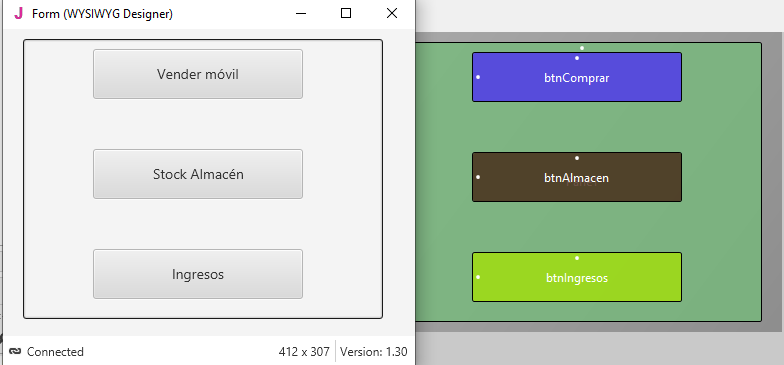 Form (WYSIWYG Designer)
Vender móvil
Stock Almacén
Ingresos
Connected
412 x 307
Version: 1.30
btnComprar
btnAlmacen
btnIngresos